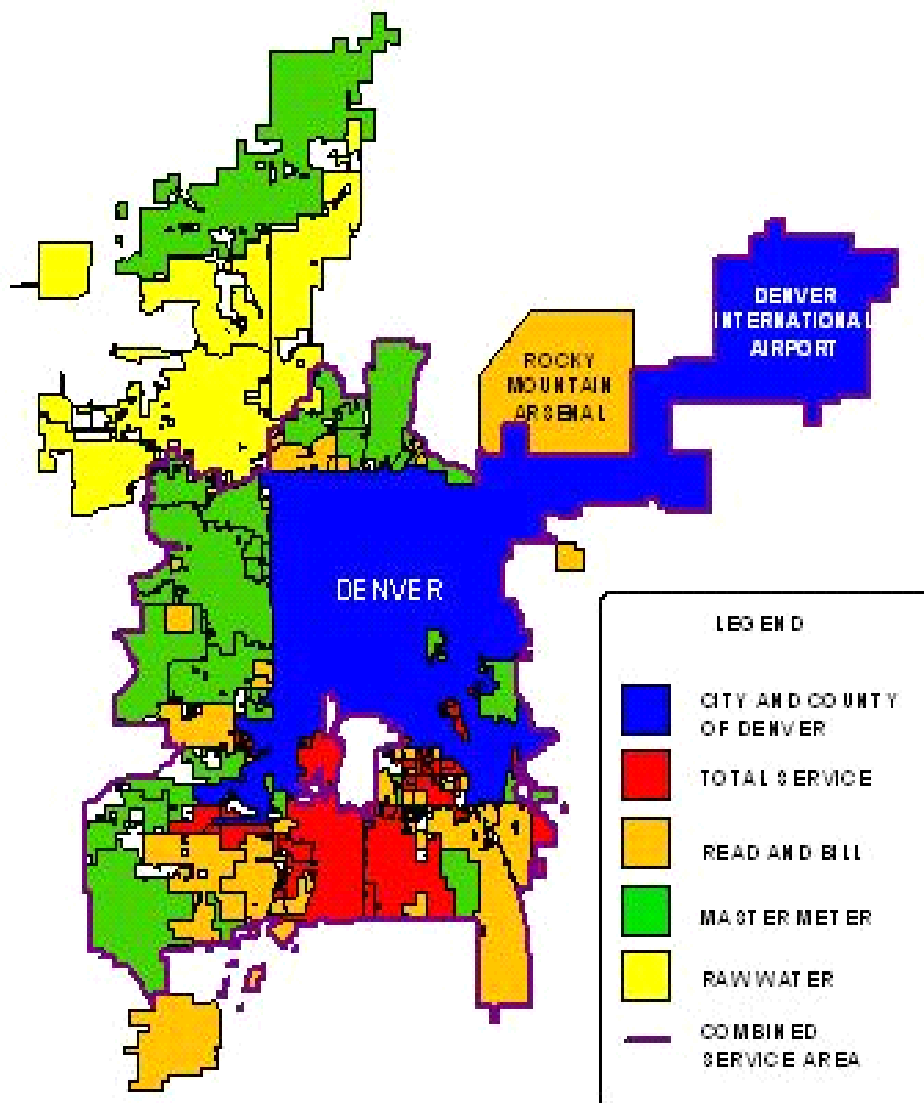 DENVER
INTERNATIONAL
AIRPORT
ROCKY
MOUNTAIN
ARSENAL
DENVER
LEGEND
CITY AND COUNTY
OF DENVER
TOTAL SERVICE
READ AND BILL
MASTER METER
RAW WATER
COMBINED
SERVICE AREA